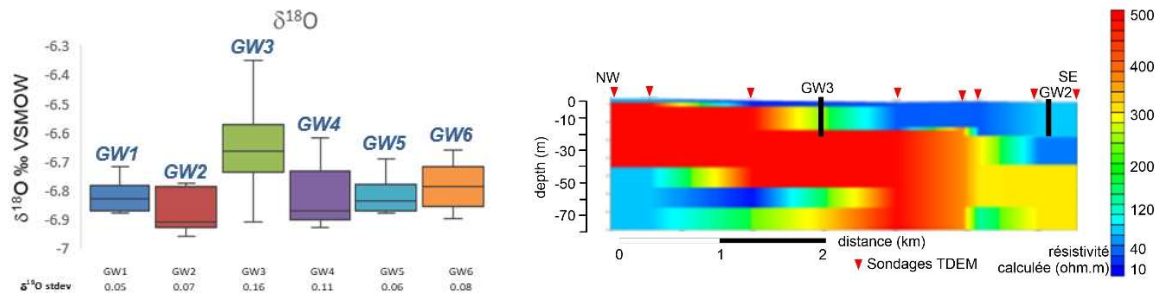 δ¹⁸O
δ¹⁸O ‰ VSMOW
-6.3
-6.4
-6.5
-6.6
-6.7
-6.8
-6.9
-7
GW1
GW2
GW3
GW4
GW5
GW6
GW1 GW2 GW3 GW4 GW5 GW6
δ¹⁸O stdev 0.05 0.07 0.16 0.11 0.06 0.08
NW
GW3
SE
GW2
depth (m)
0
-10
-30
-50
-70
distance (km)
0 1 2
Sondages TDEM
500
400
300
200
120
40
10
résistivité
calculée (ohm.m)